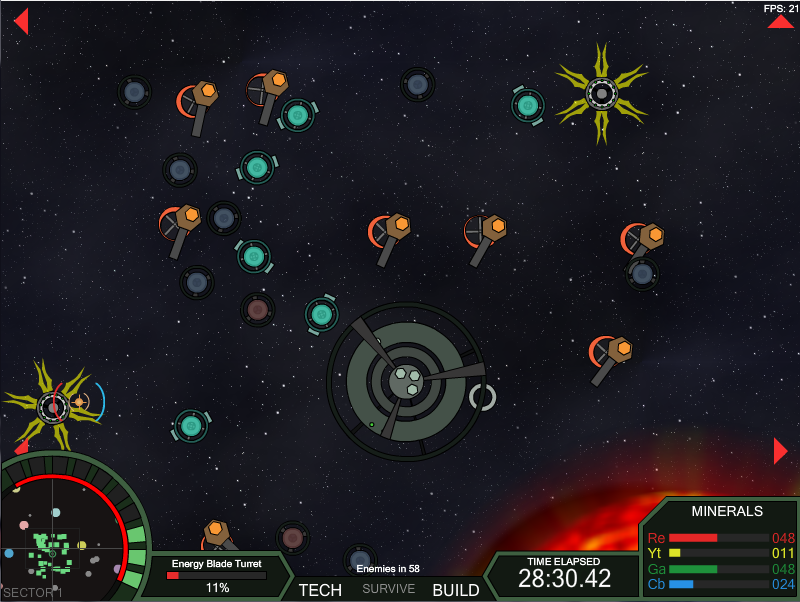 FPS: 21
MINERALS
Re 048
Yt 011
Ga 048
Cb 024
Energy Blade Turret
11%
Enemies in 58
TECH SURVIVE BUILD
TIME ELAPSED
28:30.42
SECTOR 1